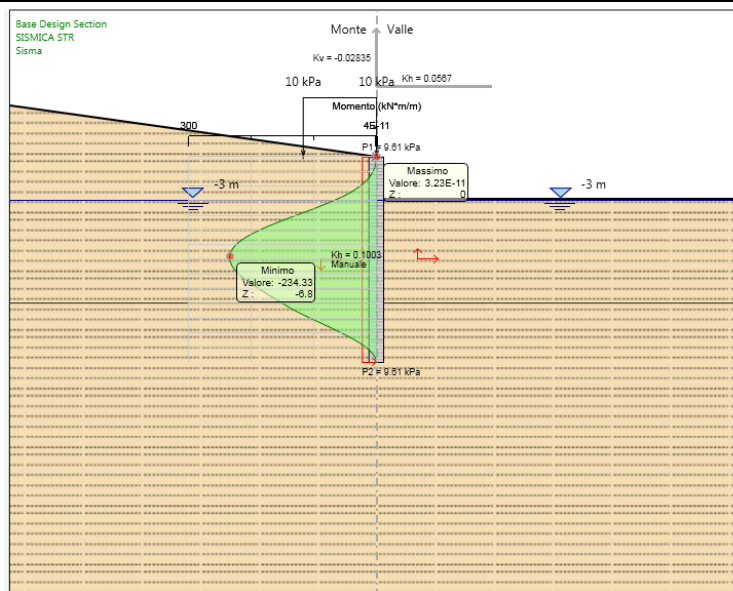 Base Design Section
SISMICA STR
Sisma
Monte Valle
Kv = -0.02835
10 kPa 10 kPa Kh = 0.0567
Momento (kN*m/m)
300
P1 = 9.61 kPa
Massimo
Valore: 3.23E-11
Z : 0
-3 m -3 m
Kh = 0.1003
Manuale
Minimo
Valore: -234.33
Z : -6.8
P2 = 9.61 kPa